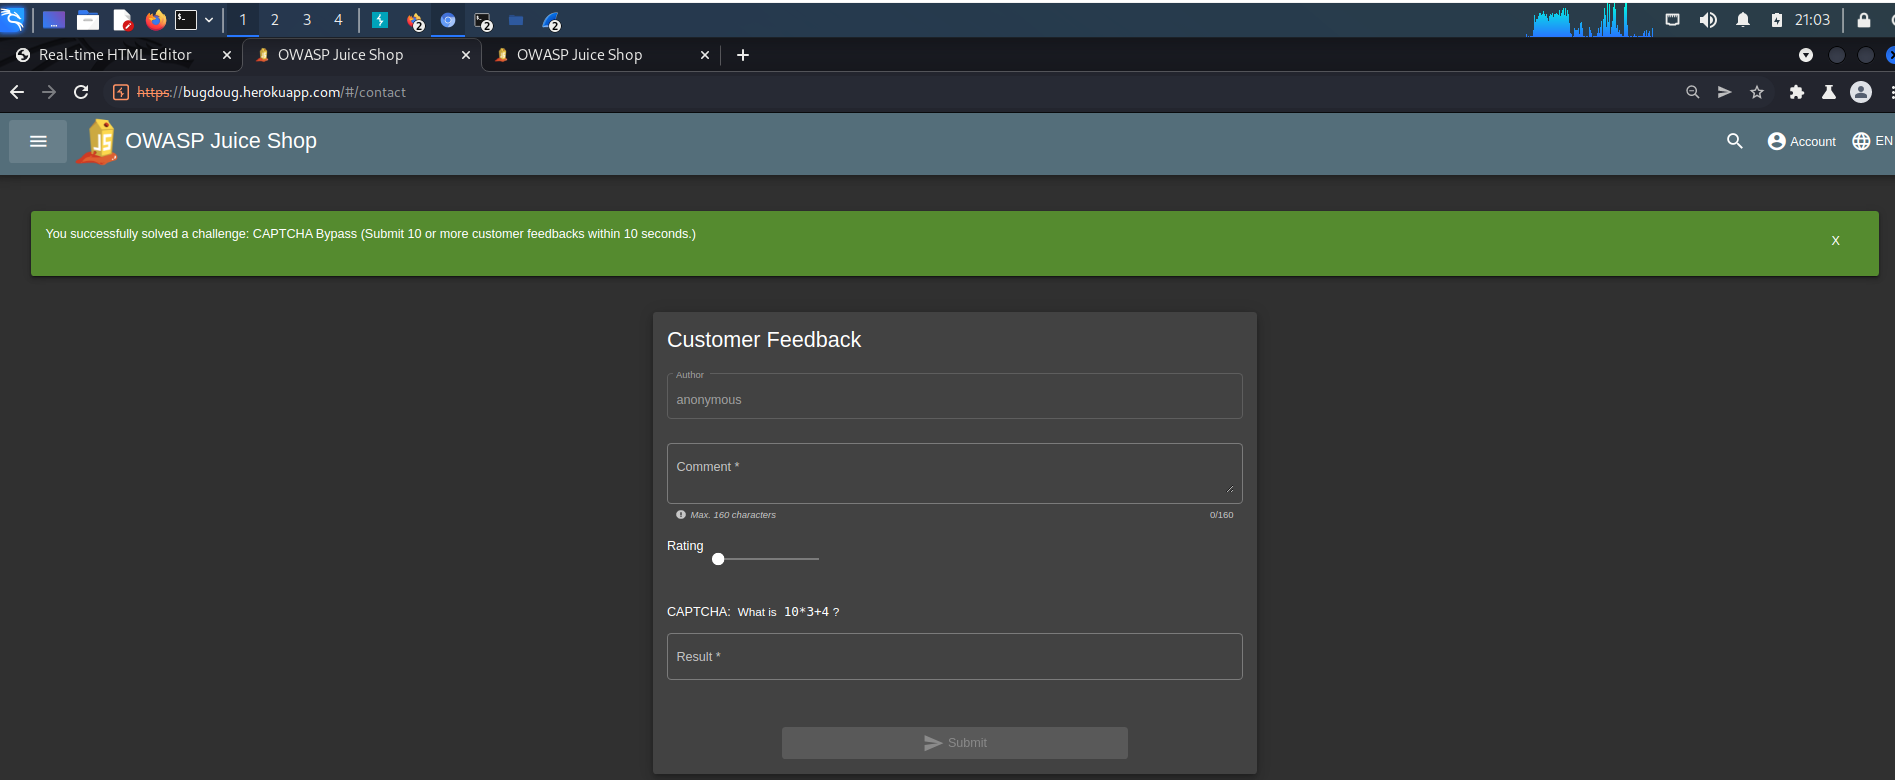 1 2 3 4 2 2 2 21:03
Real-time HTML Editor OWASP Juice Shop OWASP Juice Shop
https://bugdoug.herokuapp.com/#/contact
OWASP Juice Shop Account EN
You successfully solved a challenge: CAPTCHA Bypass (Submit 10 or more customer feedbacks within 10 seconds.) X
Customer Feedback
Author
anonymous
Comment *
Max. 160 characters 0/160
Rating
CAPTCHA: What is 10*3+4 ?
Result *
Submit